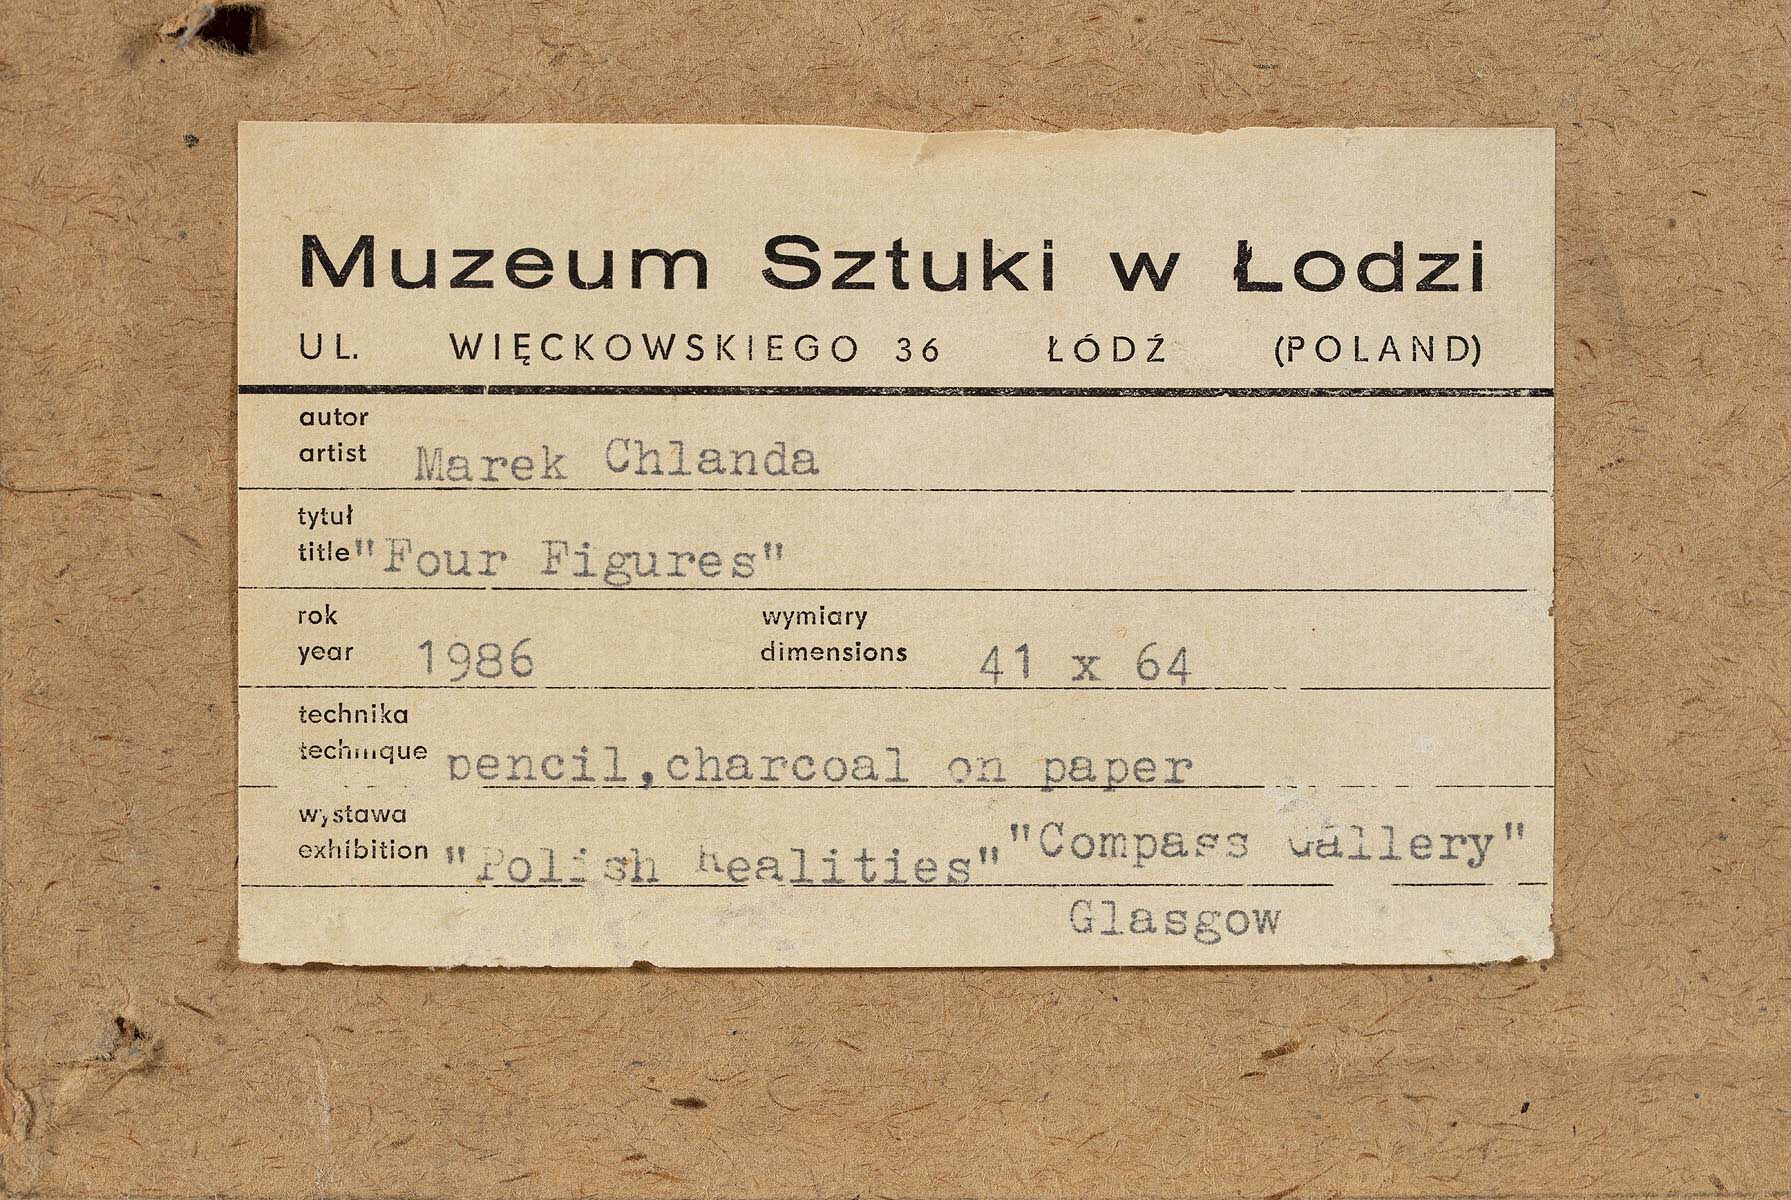 Muzeum Sztuki w Łodzi
UL. WIĘCKOWSKIEGO 36 ŁÓDŹ (POLAND)
autor
artist Marek Chlanda
tytuł
title "Four Figures"
rok wymiary
year 1986 dimensions 41 x 64
technika
technique pencil,charcoal on paper
wystawa
exhibition "Polish Realities" "Compass Gallery"
Glasgow